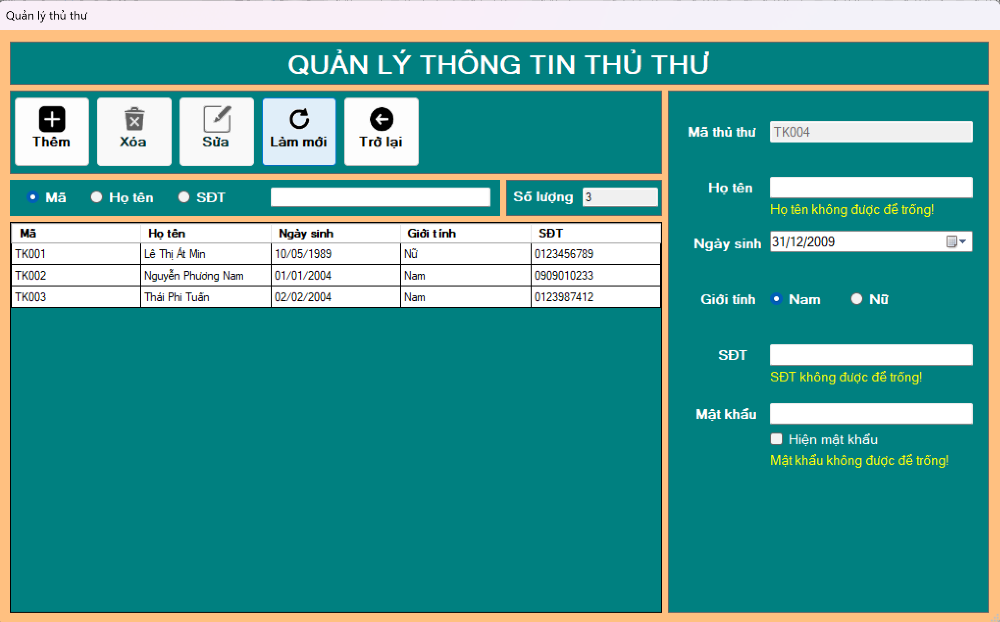 Quản lý thủ thư
QUẢN LÝ THÔNG TIN THỦ THƯ
Thêm Xóa Sửa Làm mới Trở lại
Mã Họ tên SĐT
Số lượng 3
Mã Họ tên Ngày sinh Giới tính SĐT
TK001 Lê Thị Át Min 10/05/1989 Nữ 0123456789
TK002 Nguyễn Phương Nam 01/01/2004 Nam 0909010233
TK003 Thái Phi Tuấn 02/02/2004 Nam 0123987412
Mã thủ thư TK004
Họ tên
Họ tên không được để trống!
Ngày sinh 31/12/2009
Giới tính Nam Nữ
SĐT
SĐT không được để trống!
Mật khẩu
Hiện mật khẩu
Mật khẩu không được để trống!